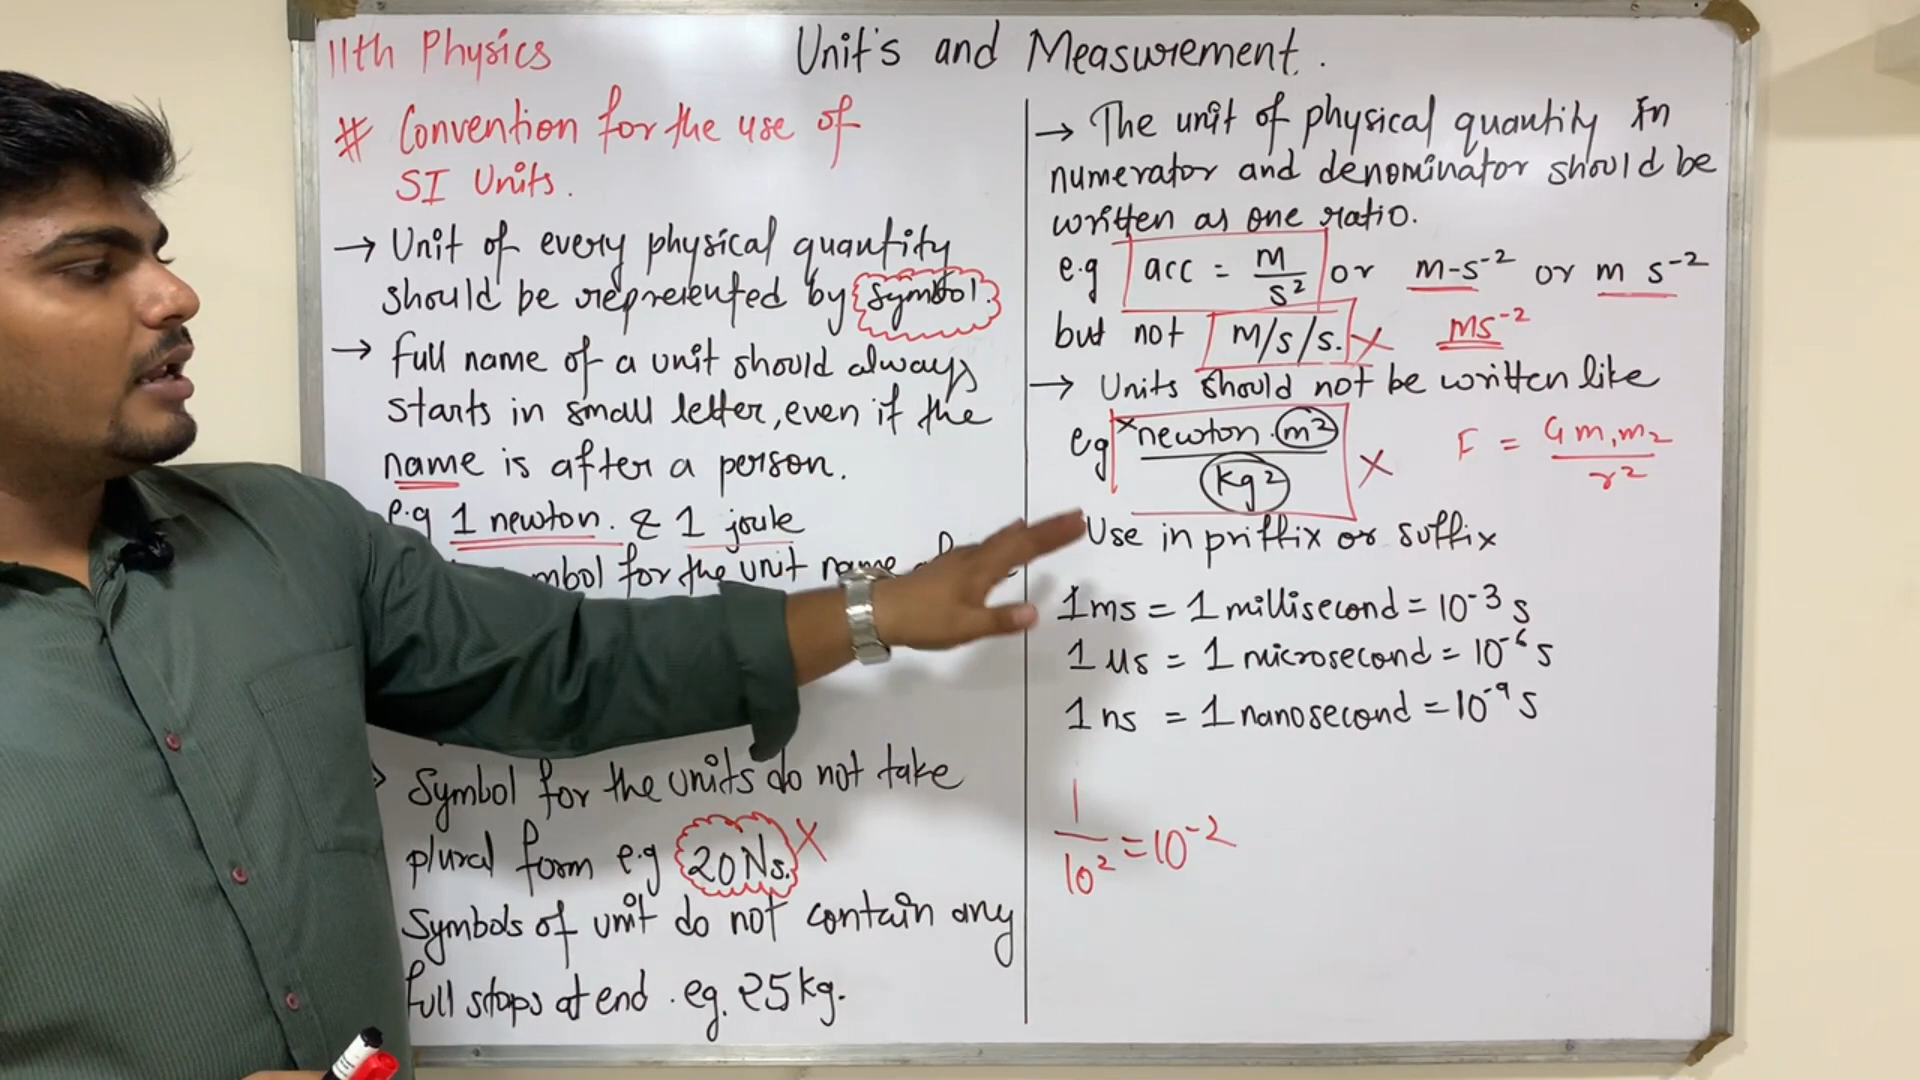 11th Physics
Unit's and Measurement.
# Convention for the use of
SI Units.
→ Unit of every physical quantity
should be represented by symbol.
→ full name of a unit should always
starts in small letter, even if the
name is after a person.
e.g 1 newton. & 1 joule
mbol for the unit name
Symbol for the units do not take
plural form e.g 20Ns. X
Symbols of unit do not contain any
full stops at end . eg. 25kg.
→ The unit of physical quantity In
numerator and denominator should be
written as one ratio.
e.g acc = m/s² or m-s⁻² or m s⁻²
but not m/s/s. X ms⁻²
→ Units should not be written like
eg x newton.m²/kg² X F = Gm₁m₂/r²
Use in priffix or suffix
1ms = 1 millisecond = 10⁻³ s
1 μs = 1 microsecond = 10⁻⁶ s
1 ns = 1 nanosecond = 10⁻⁹ s
1/10² = 10⁻²